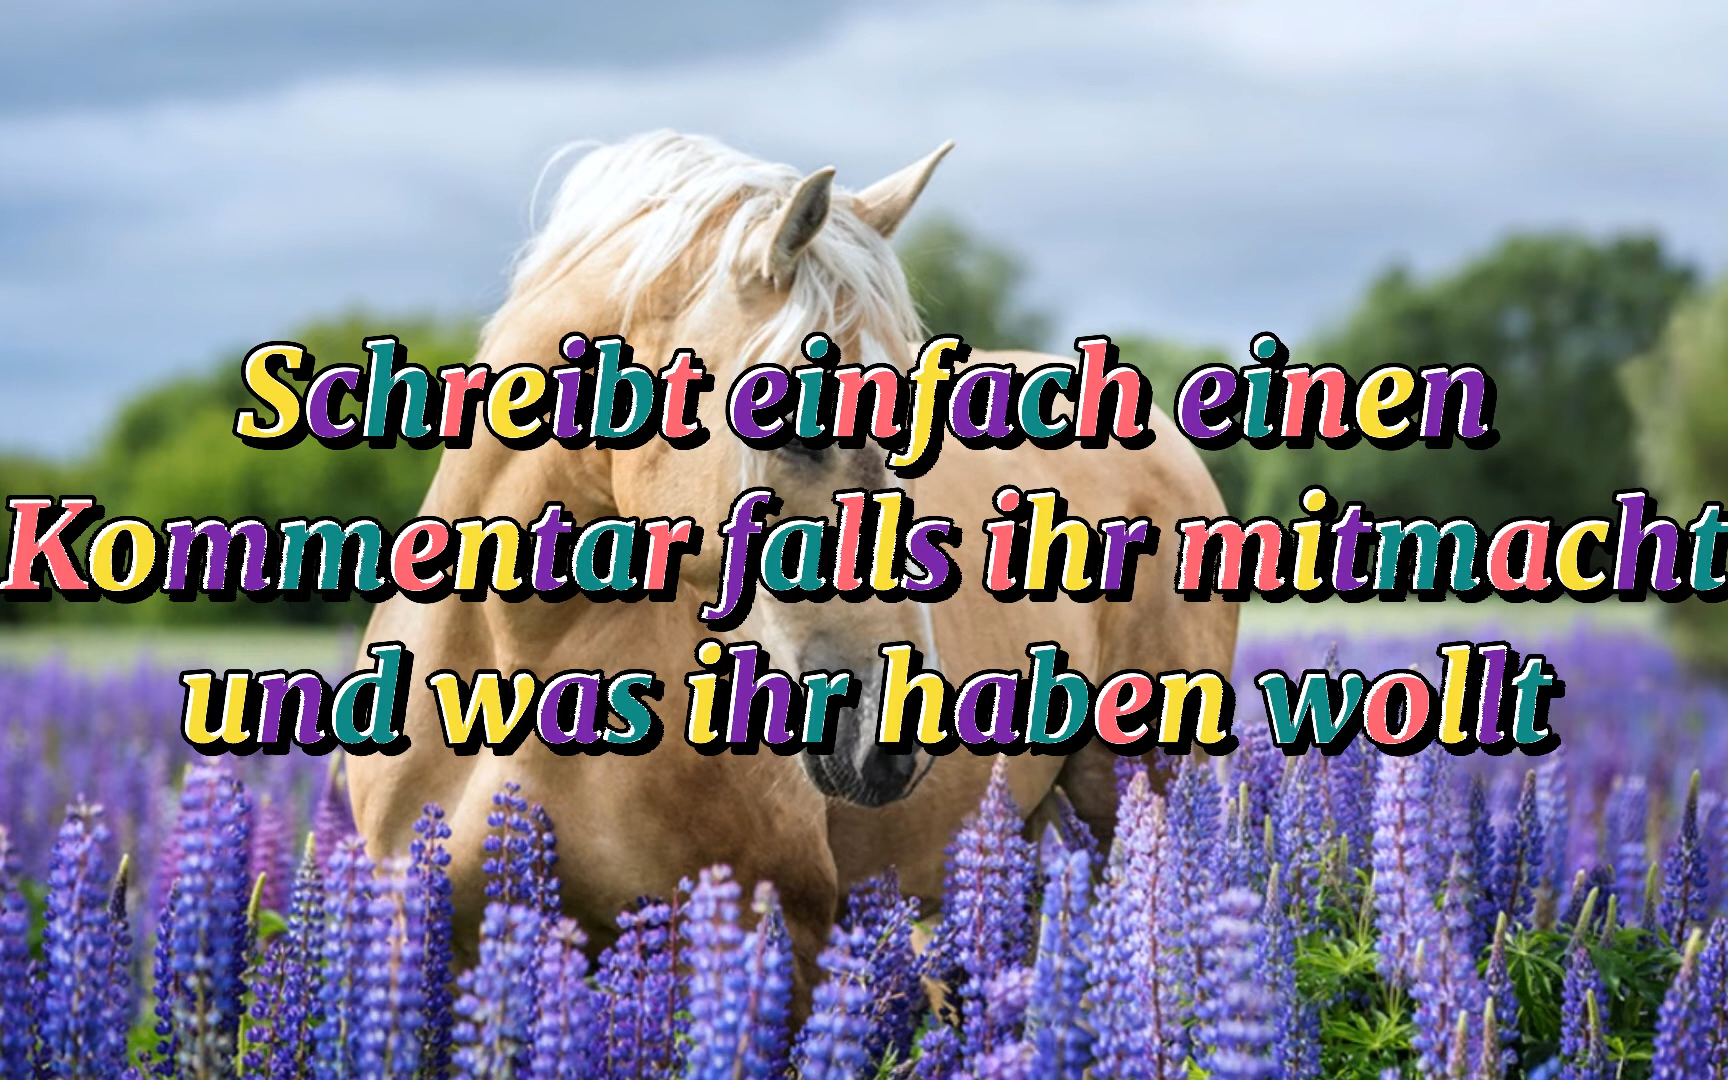 Schreibt einfach einen
Kommentar falls ihr mitmacht
und was ihr haben wollt